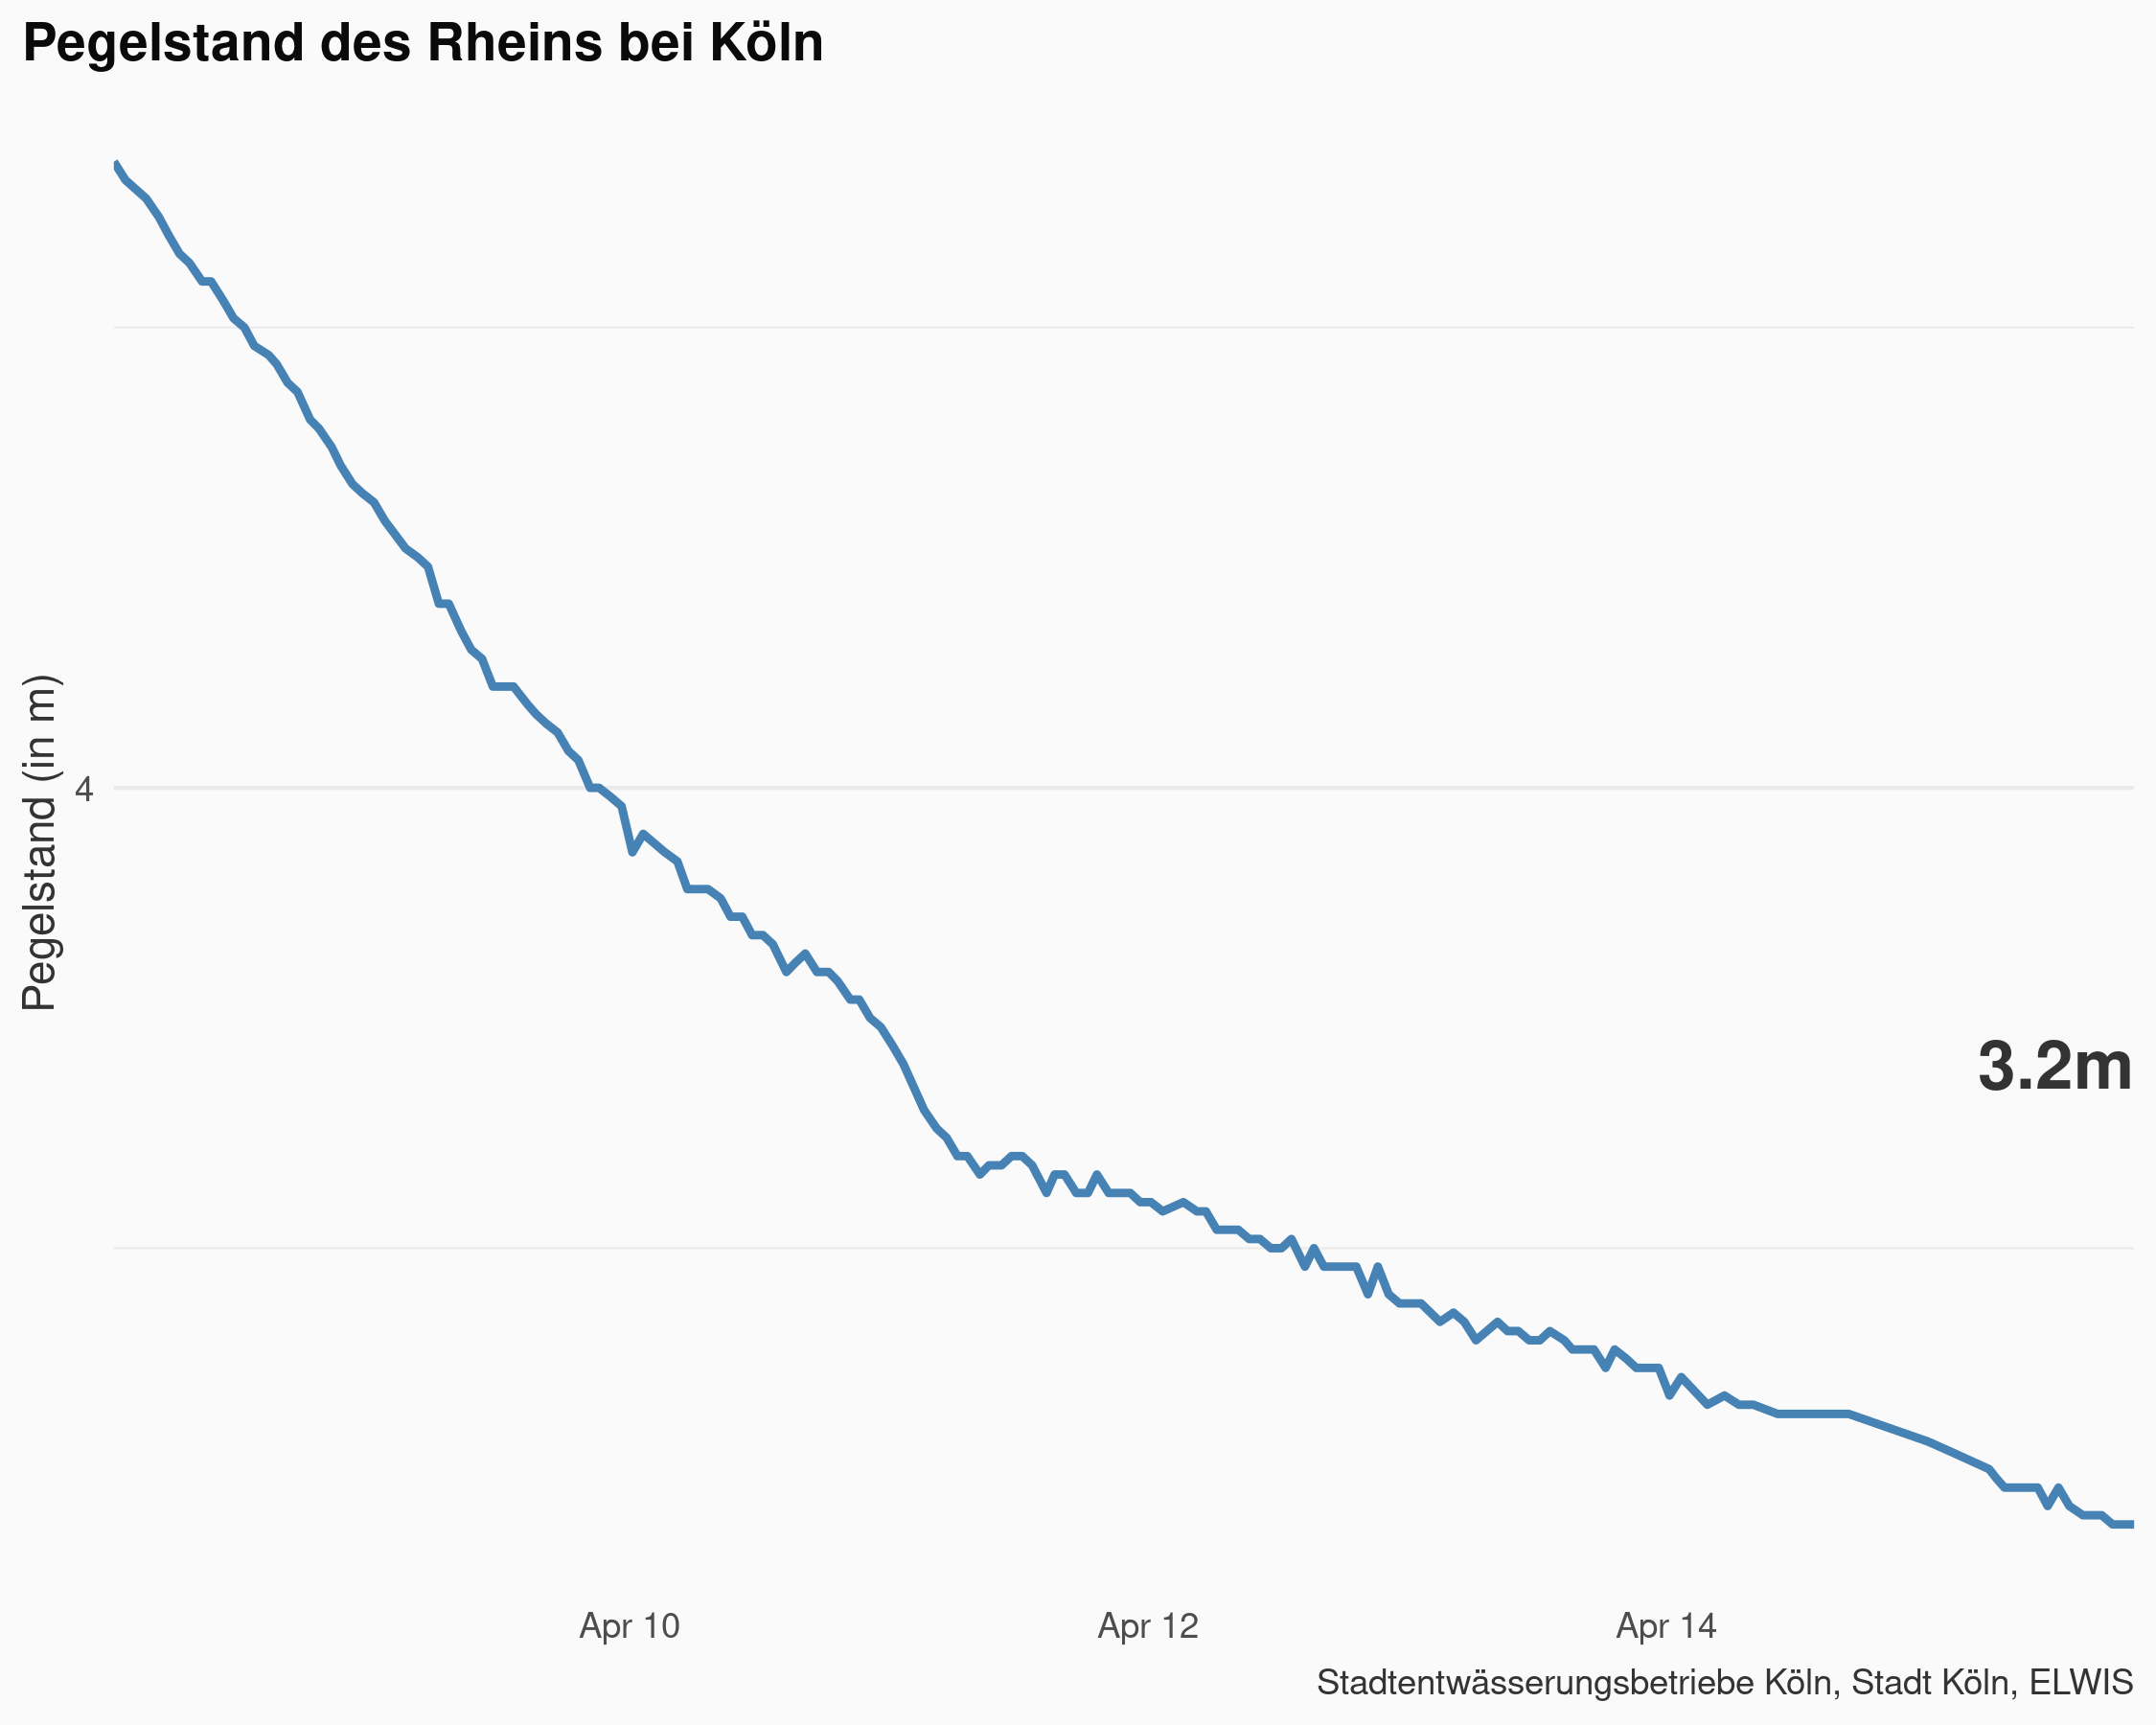 Pegelstand des Rheins bei Köln
Pegelstand (in m)
4
3.2m
Apr 10
Apr 12
Apr 14
Stadtentwässerungsbetriebe Köln, Stadt Köln, ELWIS